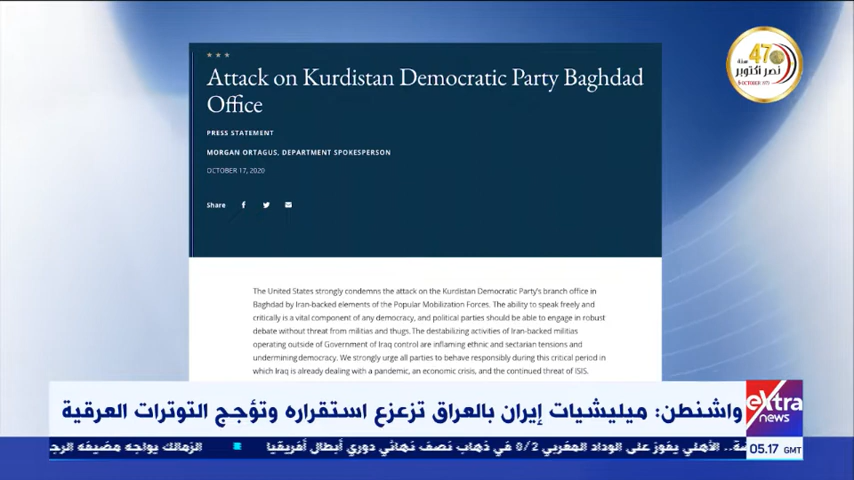 Attack on Kurdistan Democratic Party Baghdad
Office
PRESS STATEMENT
MORGAN ORTAGUS, DEPARTMENT SPOKESPERSON
OCTOBER 17, 2020
Share
The United States strongly condemns the attack on the Kurdistan Democratic Party's branch office in
Baghdad by Iran-backed elements of the Popular Mobilization Forces. The ability to speak freely and
critically is a vital component of any democracy, and political parties should be able to engage in robust
debate without threat from militias and thugs. The destabilizing activities of Iran-backed militias
operating outside of Government of Iraq control are inflaming ethnic and sectarian tensions and
undermining democracy. We strongly urge all parties to behave responsibly during this critical period in
which Iraq is already dealing with a pandemic, an economic crisis, and the continued threat of ISIS.
47 سنة
نصر أكتوبر
واشنطن: ميليشيات إيران بالعراق تزعزع استقراره وتؤجج التوترات العرقية
eXtra
news
05.17 GMT
الأهلي يفوز على الوداد المغربي 2/0 في ذهاب نصف نهائي دوري أبطال أفريقيا
الزمالك يواجه مضيفه